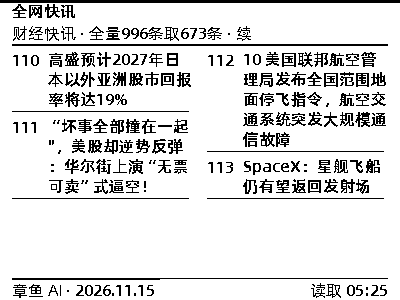 全网快讯
财经快讯 · 全量996条取673条 · 续
110 高盛预计2027年日
本以外亚洲股市回报
率将达19%
111 “坏事全部撞在一起
"，美股却逆势反弹
：华尔街上演“无票
可卖”式逼空！
112 10 美国联邦航空管
理局发布全国范围地
面停飞指令，航空交
通系统突发大规模通
信故障
113 SpaceX：星舰飞船
仍有望返回发射场
章鱼 AI · 2026.11.15
读取 05:25